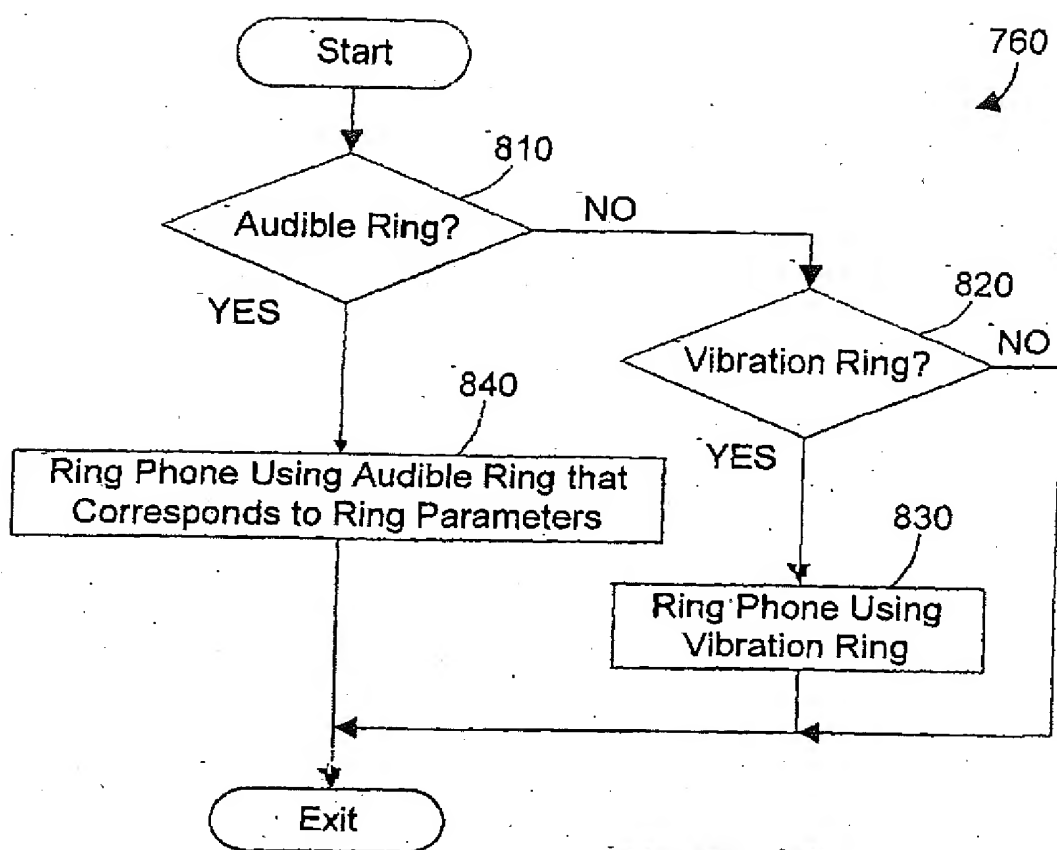 Start
760
810
Audible Ring?
NO
YES
820
Vibration Ring?
NO
840
YES
Ring Phone Using Audible Ring that
Corresponds to Ring Parameters
830
Ring Phone Using
Vibration Ring
Exit